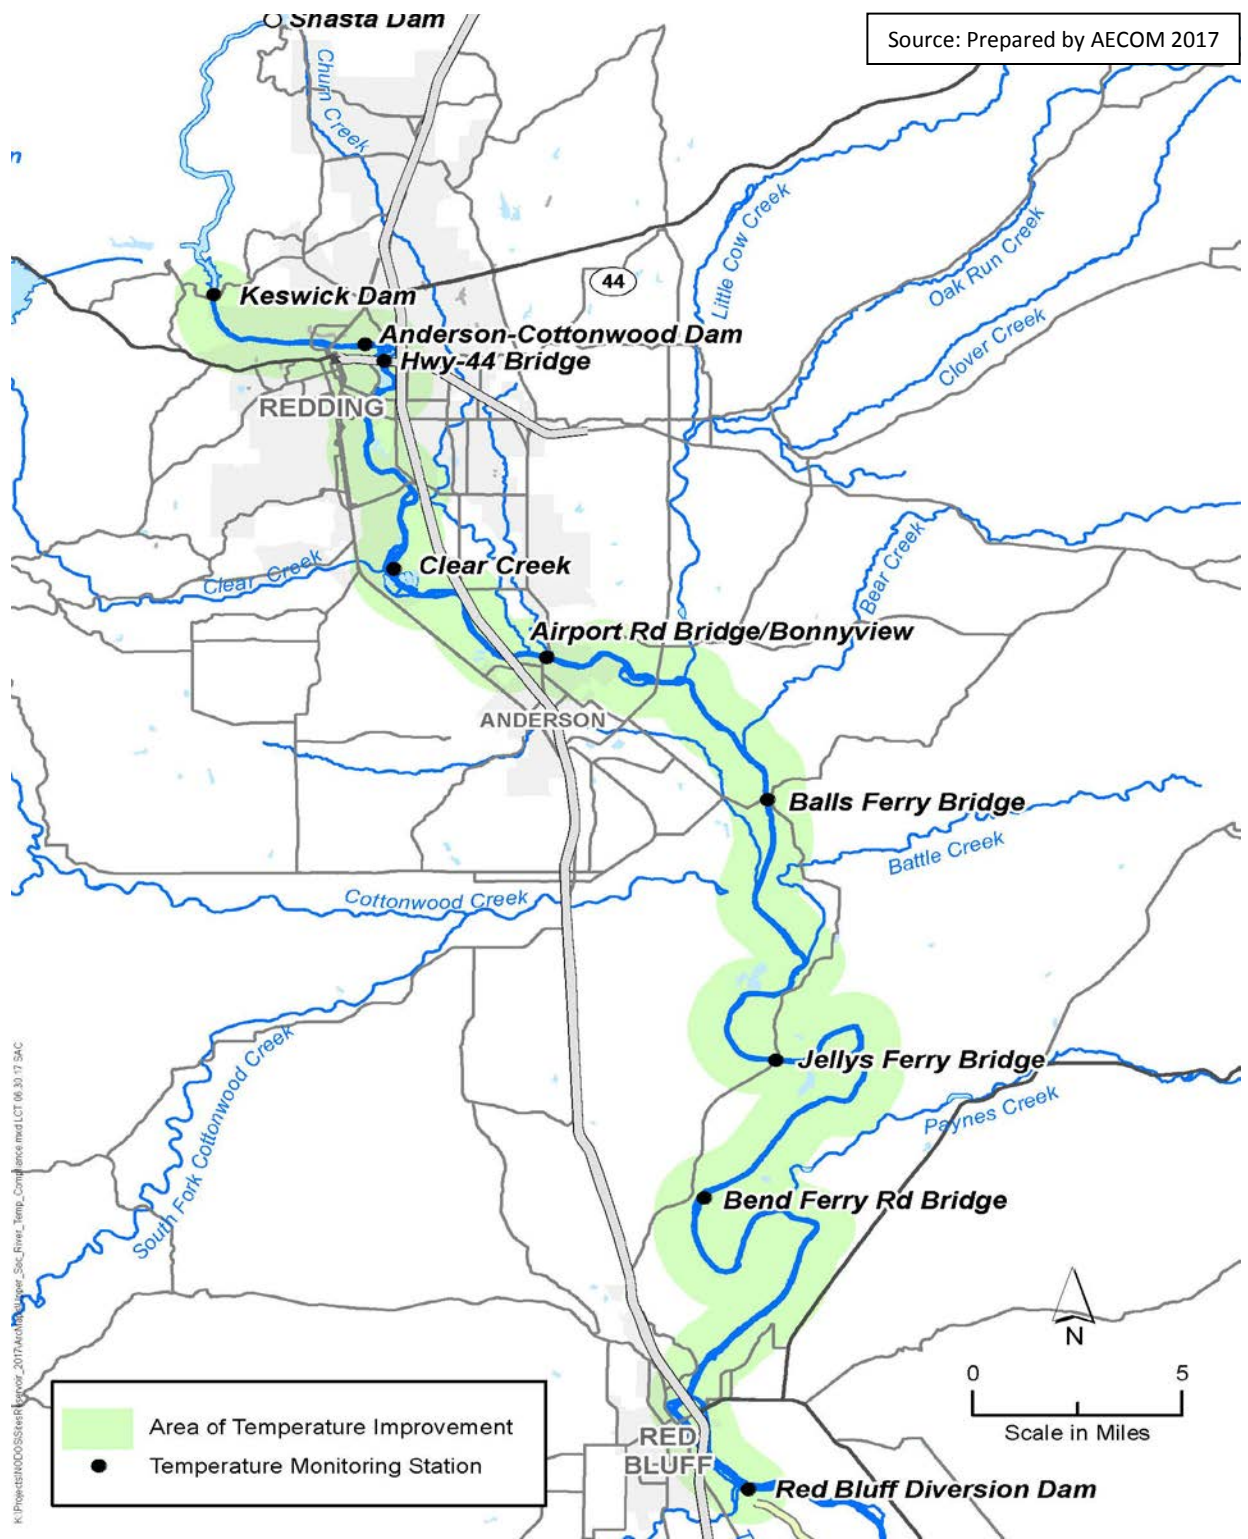 Shasta Dam
Source: Prepared by AECOM 2017
Churn Creek
n
Little Cow Creek
Oak Run Creek
44
Keswick Dam
Clover Creek
Anderson-Cottonwood Dam
Hwy-44 Bridge
REDDING
Clear Creek
Clear Creek
Bear Creek
Airport Rd Bridge/Bonnyview
ANDERSON
Balls Ferry Bridge
Battle Creek
Cottonwood Creek
South Fork Cottonwood Creek
Jellys Ferry Bridge
Paynes Creek
Bend Ferry Rd Bridge
N
0 5
Scale in Miles
Area of Temperature Improvement
Temperature Monitoring Station
RED
BLUFF
Red Bluff Diversion Dam